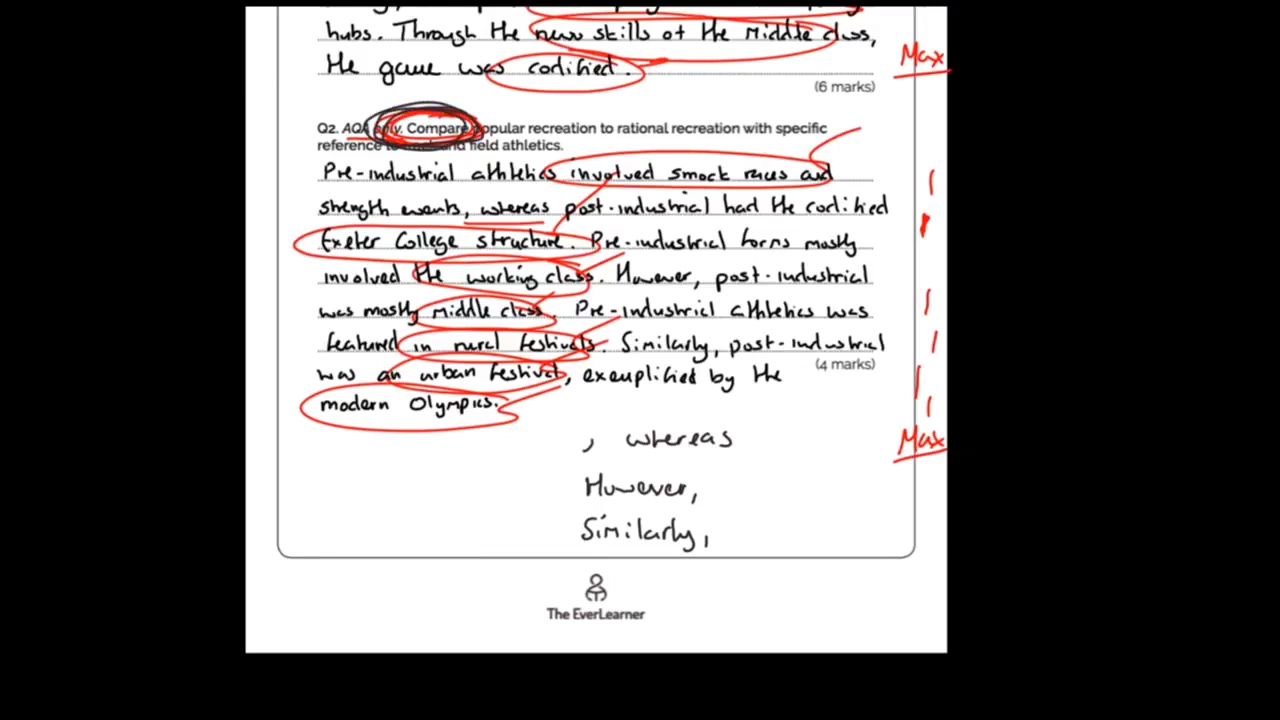 hubs. Through the new skills of the Middle class,
the game was codified.
Max
(6 marks)
Q2. AQA only. Compare popular recreation to rational recreation with specific
reference to track and field athletics.
Pre-industrial athletics involved smock races and
strength events, whereas post-industrial had the codified
Exeter College structure. Pre-industrial forms mostly
involved the working class. However, post-industrial
was mostly middle class. Pre-industrial athletics was
featured in rural festivals. Similarly, post-industrial
(4 marks)
was an urban festival, exemplified by the
modern Olympics.
, whereas
Max
However,
Similarly,
The EverLearner